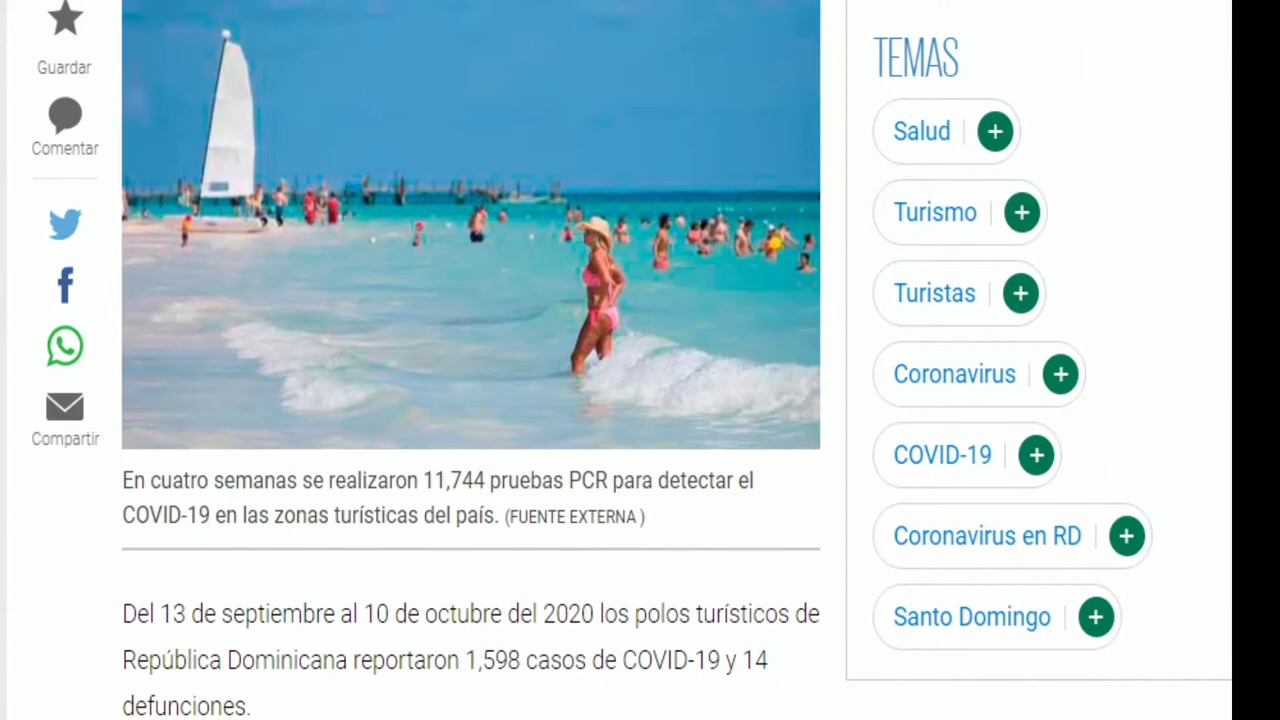 Guardar
Comentar
Compartir
En cuatro semanas se realizaron 11,744 pruebas PCR para detectar el
COVID-19 en las zonas turísticas del país. (FUENTE EXTERNA )
Del 13 de septiembre al 10 de octubre del 2020 los polos turísticos de
República Dominicana reportaron 1,598 casos de COVID-19 y 14
defunciones.
TEMAS
Salud +
Turismo +
Turistas +
Coronavirus +
COVID-19 +
Coronavirus en RD +
Santo Domingo +